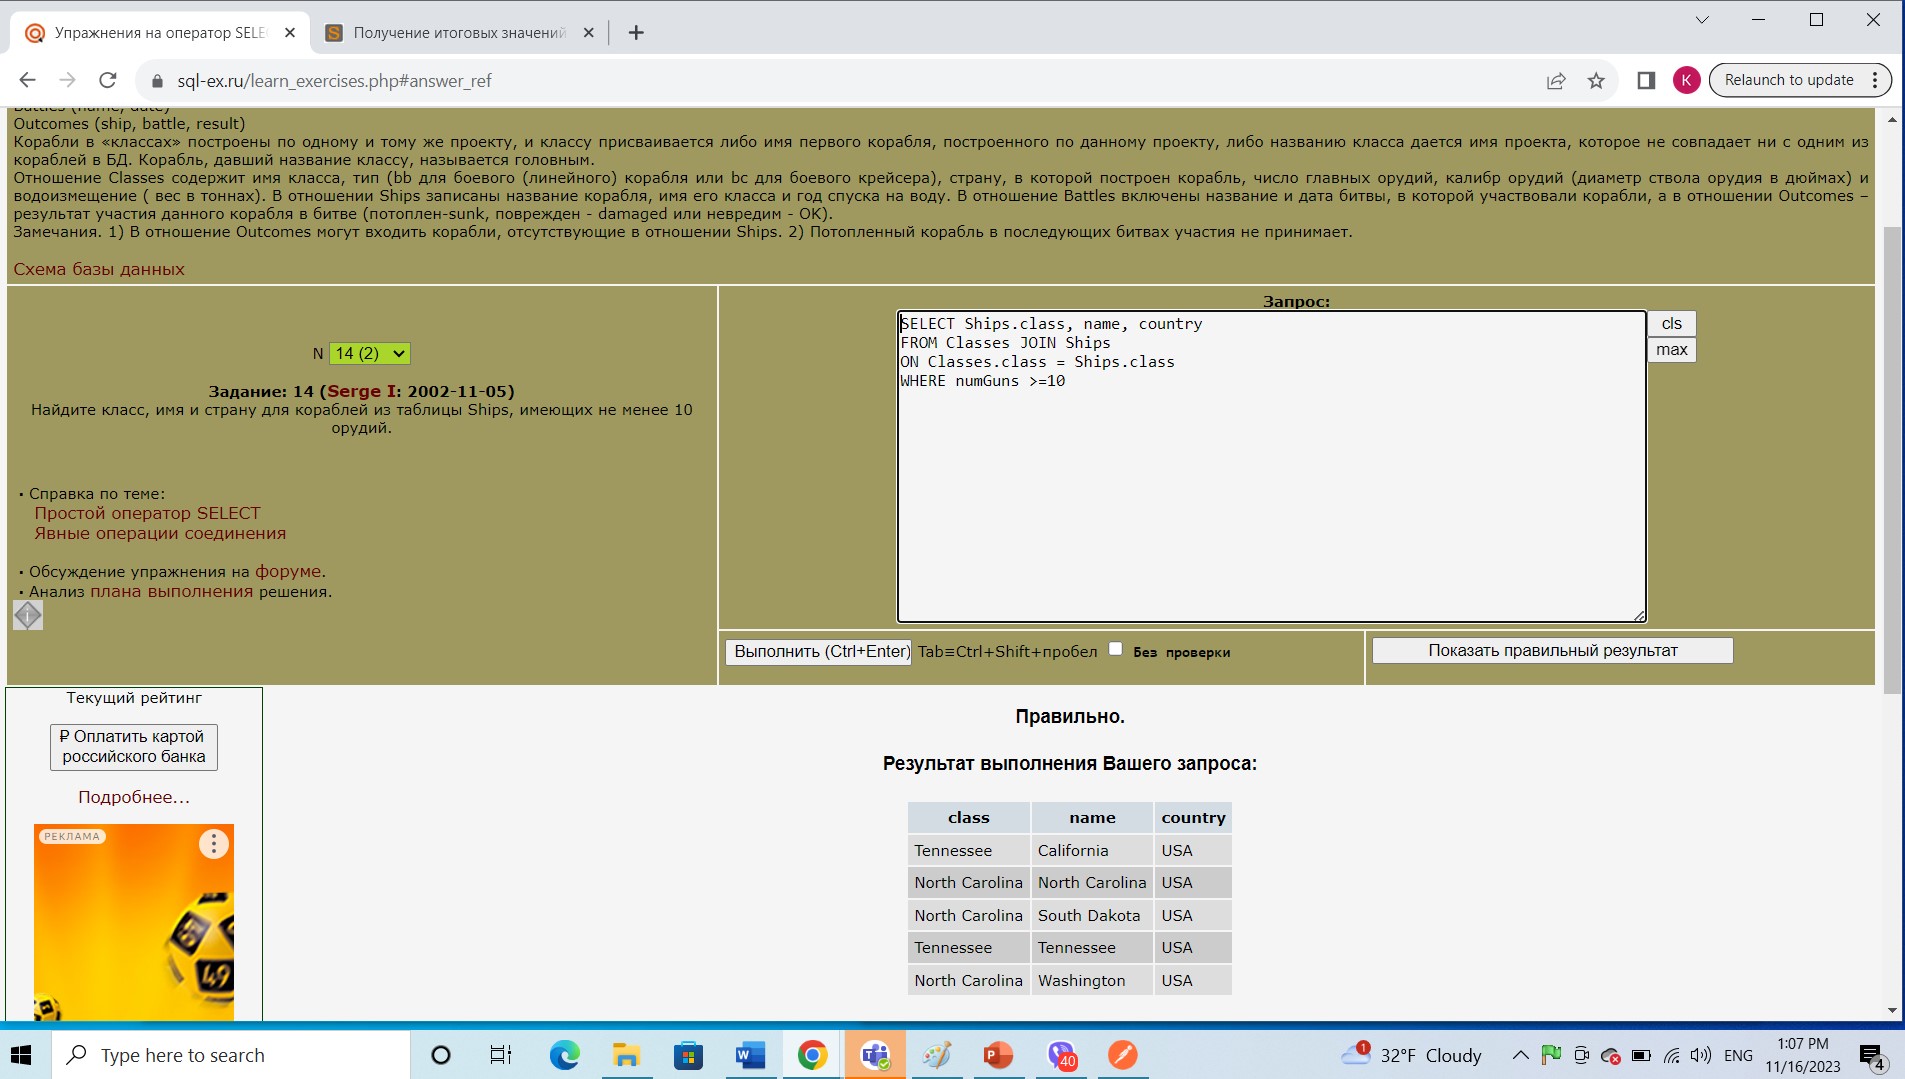 Упражнения на оператор SELE
Получение итоговых значений
sql-ex.ru/learn_exercises.php#answer_ref
K
Relaunch to update
Battles (name, date)
Outcomes (ship, battle, result)
Корабли в «классах» построены по одному и тому же проекту, и классу присваивается либо имя первого корабля, построенного по данному проекту, либо названию класса дается имя проекта, которое не совпадает ни с одним из
кораблей в БД. Корабль, давший название классу, называется головным.
Отношение Classes содержит имя класса, тип (bb для боевого (линейного) корабля или bc для боевого крейсера), страну, в которой построен корабль, число главных орудий, калибр орудий (диаметр ствола орудия в дюймах) и
водоизмещение ( вес в тоннах). В отношении Ships записаны название корабля, имя его класса и год спуска на воду. В отношение Battles включены название и дата битвы, в которой участвовали корабли, а в отношении Outcomes –
результат участия данного корабля в битве (потоплен-sunk, поврежден - damaged или невредим - OK).
Замечания. 1) В отношение Outcomes могут входить корабли, отсутствующие в отношении Ships. 2) Потопленный корабль в последующих битвах участия не принимает.
Схема базы данных
N 14 (2)
Задание: 14 (Serge I: 2002-11-05)
Найдите класс, имя и страну для кораблей из таблицы Ships, имеющих не менее 10
орудий.
• Справка по теме:
Простой оператор SELECT
Явные операции соединения
• Обсуждение упражнения на форуме.
• Анализ плана выполнения решения.
Запрос:
SELECT Ships.class, name, country
FROM Classes JOIN Ships
ON Classes.class = Ships.class
WHERE numGuns >=10
cls
max
Выполнить (Ctrl+Enter) Tab≡Ctrl+Shift+пробел Без проверки
Показать правильный результат
Текущий рейтинг
₽ Оплатить картой
российского банка
Подробнее...
РЕКЛАМА
49
Правильно.
Результат выполнения Вашего запроса:
class name country
Tennessee California USA
North Carolina North Carolina USA
North Carolina South Dakota USA
Tennessee Tennessee USA
North Carolina Washington USA
Type here to search
40
1
32°F Cloudy
ENG
1:07 PM
11/16/2023
4